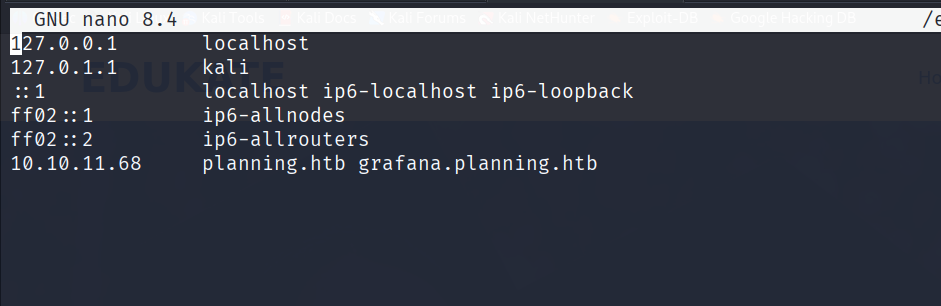 Kali Tools Kali Docs Kali Forums Kali NetHunter Exploit-DB Google Hacking DB
GNU nano 8.4 /e
127.0.0.1 localhost
127.0.1.1 kali
EDUKATE Ho
::1 localhost ip6-localhost ip6-loopback
ff02::1 ip6-allnodes
ff02::2 ip6-allrouters
10.10.11.68 planning.htb grafana.planning.htb